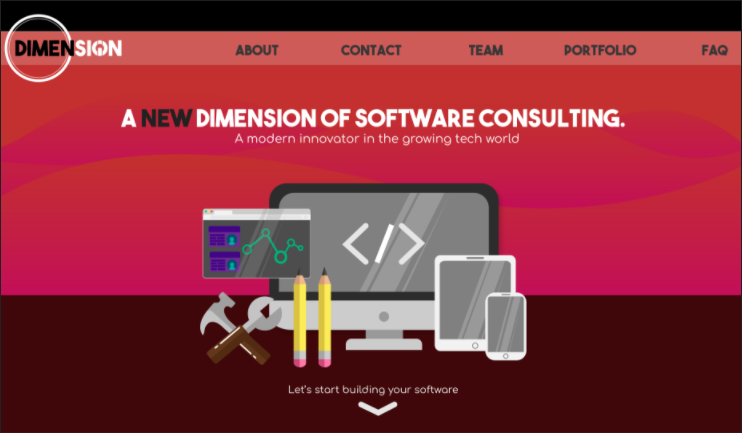 DIMENSION
ABOUT CONTACT TEAM PORTFOLIO FAQ
A NEW DIMENSION OF SOFTWARE CONSULTING.
A modern innovator in the growing tech world
</>
Let's start building your software